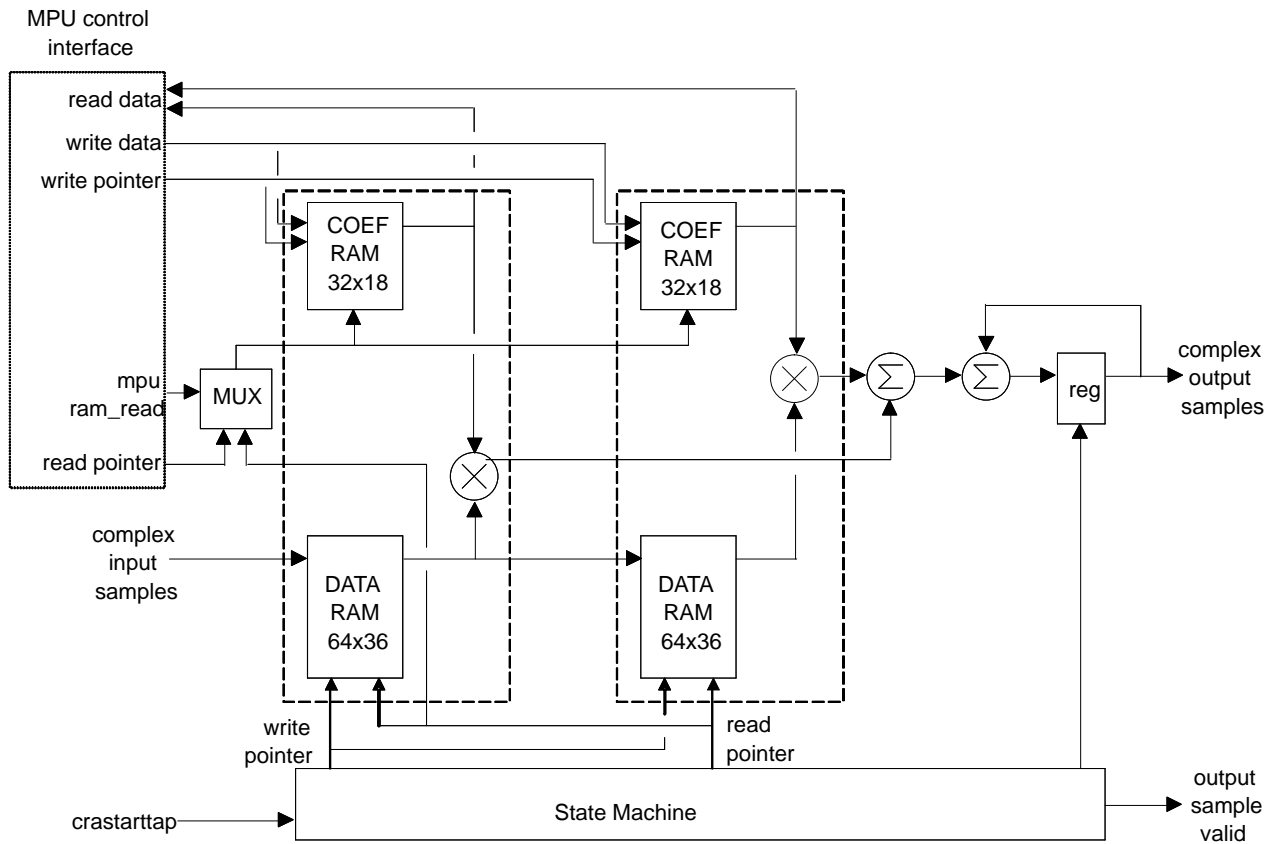 MPU control
interface
read data
write data
write pointer
COEF
RAM
32x18
COEF
RAM
32x18
mpu
ram_read
MUX
read pointer
complex
output
samples
reg
Σ
Σ
complex
input
samples
DATA
RAM
64x36
DATA
RAM
64x36
write
pointer
read
pointer
State Machine
crastarttap
output
sample
valid